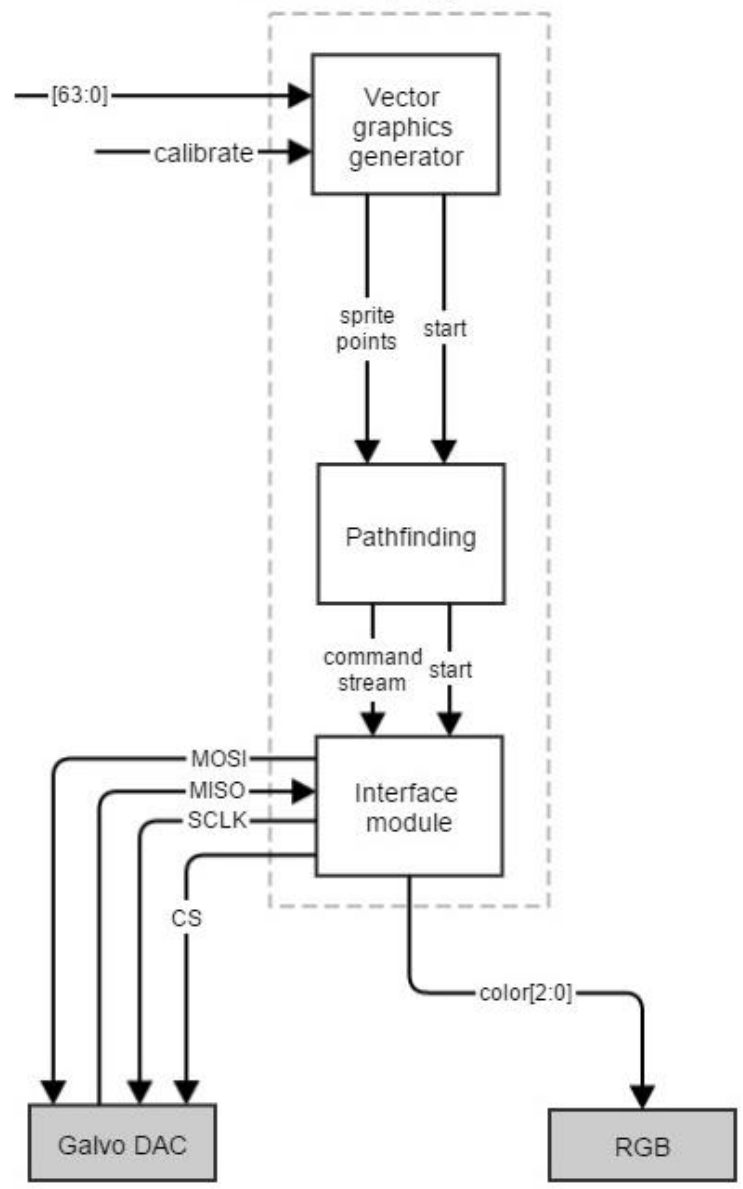 [63:0]
Vector
graphics
generator
calibrate
sprite
points
start
Pathfinding
command
stream
start
MOSI
MISO
SCLK
Interface
module
CS
color[2:0]
Galvo DAC
RGB